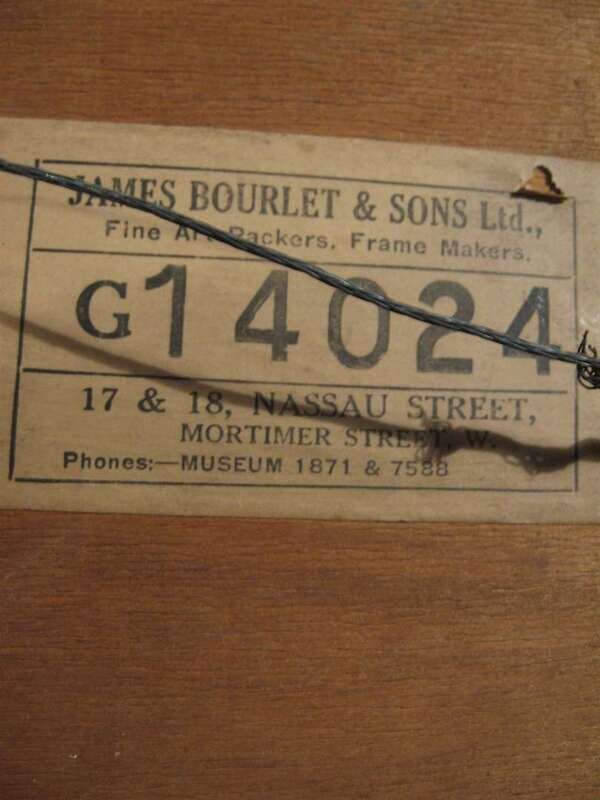 JAMES BOURLET & SONS Ltd.,
Fine Art Packers, Frame Makers.
G14024
17 & 18, NASSAU STREET,
MORTIMER STREET, W.
Phones:—MUSEUM 1871 & 7588